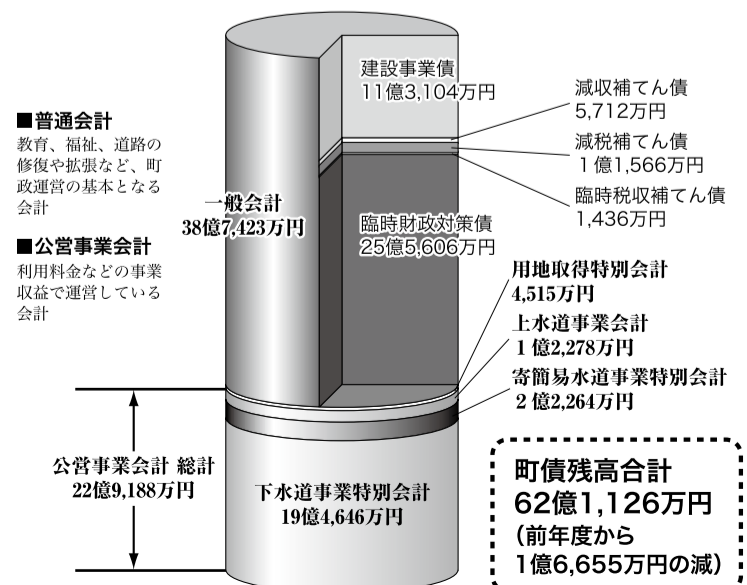 ■普通会計
教育、福祉、道路の
修復や拡張など、町
政運営の基本となる
会計
■公営事業会計
利用料金などの事業
収益で運営している
会計
一般会計
38億7,423万円
建設事業債
11億3,104万円
減収補てん債
5,712万円
減税補てん債
1億1,566万円
臨時税収補てん債
1,436万円
臨時財政対策債
25億5,606万円
用地取得特別会計
4,515万円
上水道事業会計
1億2,278万円
寄簡易水道事業特別会計
2億2,264万円
公営事業会計 総計
22億9,188万円
下水道事業特別会計
19億4,646万円
町債残高合計
62億1,126万円
（前年度から
1億6,655万円の減）